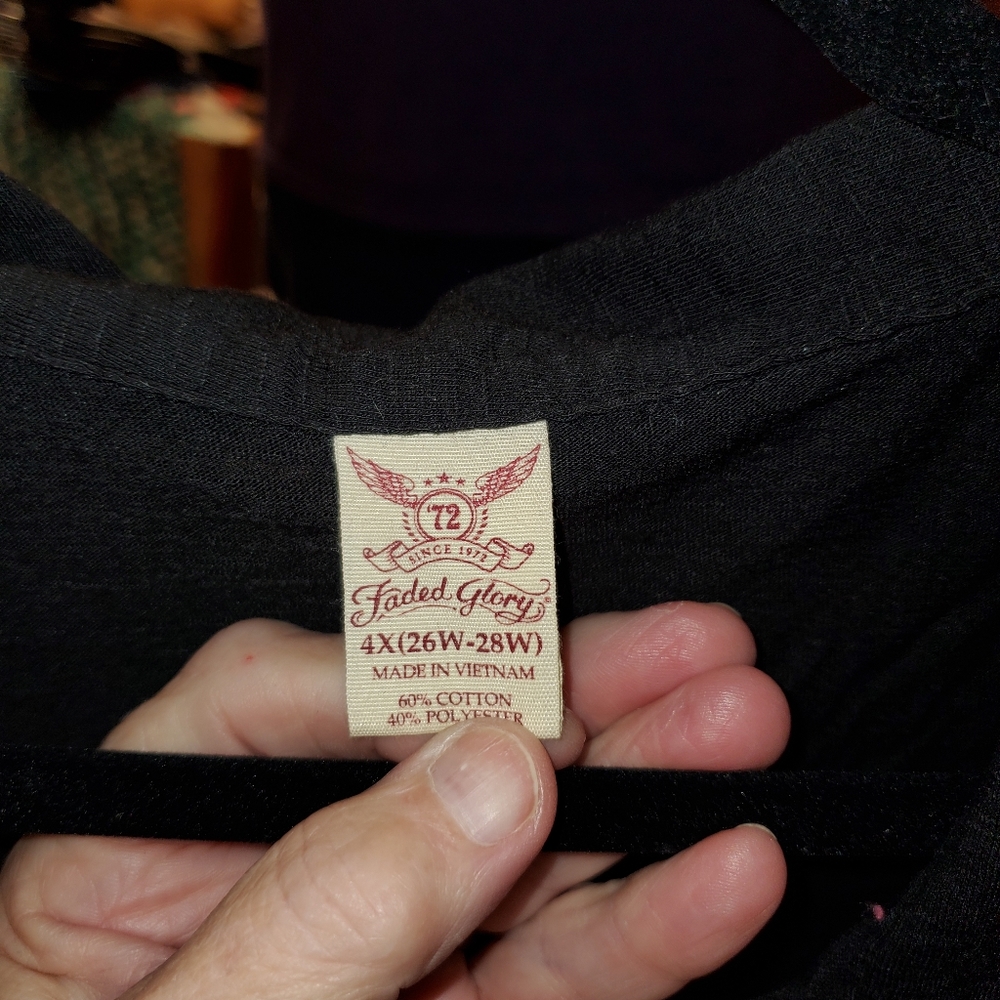 '72
SINCE 1972
Faded Glory®
4X(26W-28W)
MADE IN VIETNAM
60% COTTON
40% POLYESTER